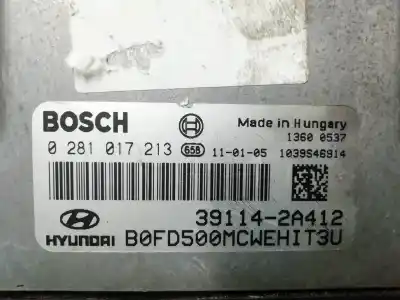 BOSCH Made in Hungary
1360 0537
0 281 017 213 658 11-01-05 1039S46914
39114-2A412
HYUNDAI B0FD500MCWEHIT3U